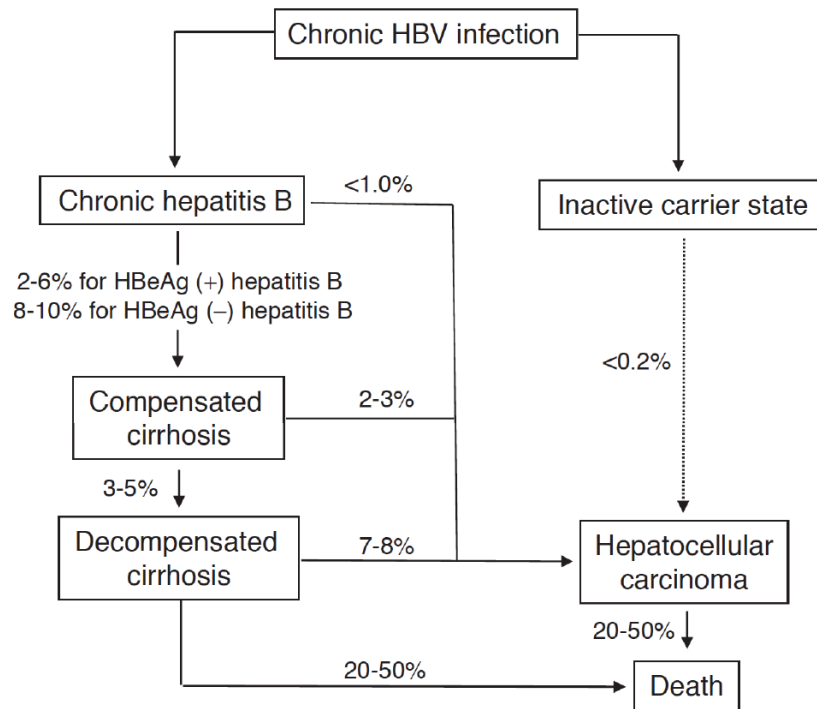 Chronic HBV infection
<1.0%
Chronic hepatitis B
Inactive carrier state
2-6% for HBeAg (+) hepatitis B
8-10% for HBeAg (–) hepatitis B
<0.2%
Compensated
cirrhosis
2-3%
3-5%
Decompensated
cirrhosis
7-8%
Hepatocellular
carcinoma
20-50%
20-50%
Death